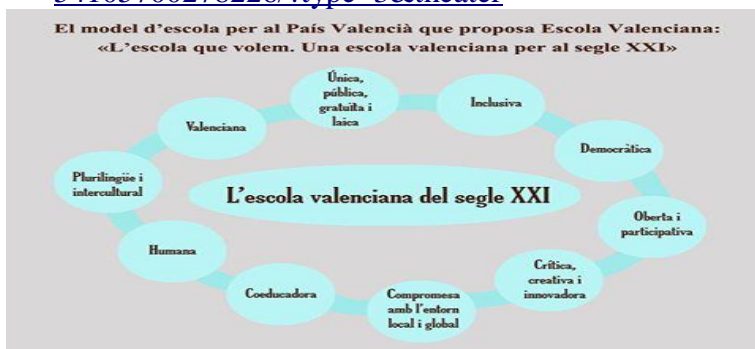 El model d'escola per al País Valencià que proposa Escola Valenciana:
«L'escola que volem. Una escola valenciana per al segle XXI»
Única,
pública,
gratuïta i
laica
Inclusiva
Democràtica
Oberta i
participativa
Crítica,
creativa i
innovadora
Compromesa
amb l'entorn
local i global
Coeducadora
Humana
Plurilingüe i
intercultural
Valenciana
L'escola valenciana del segle XXI